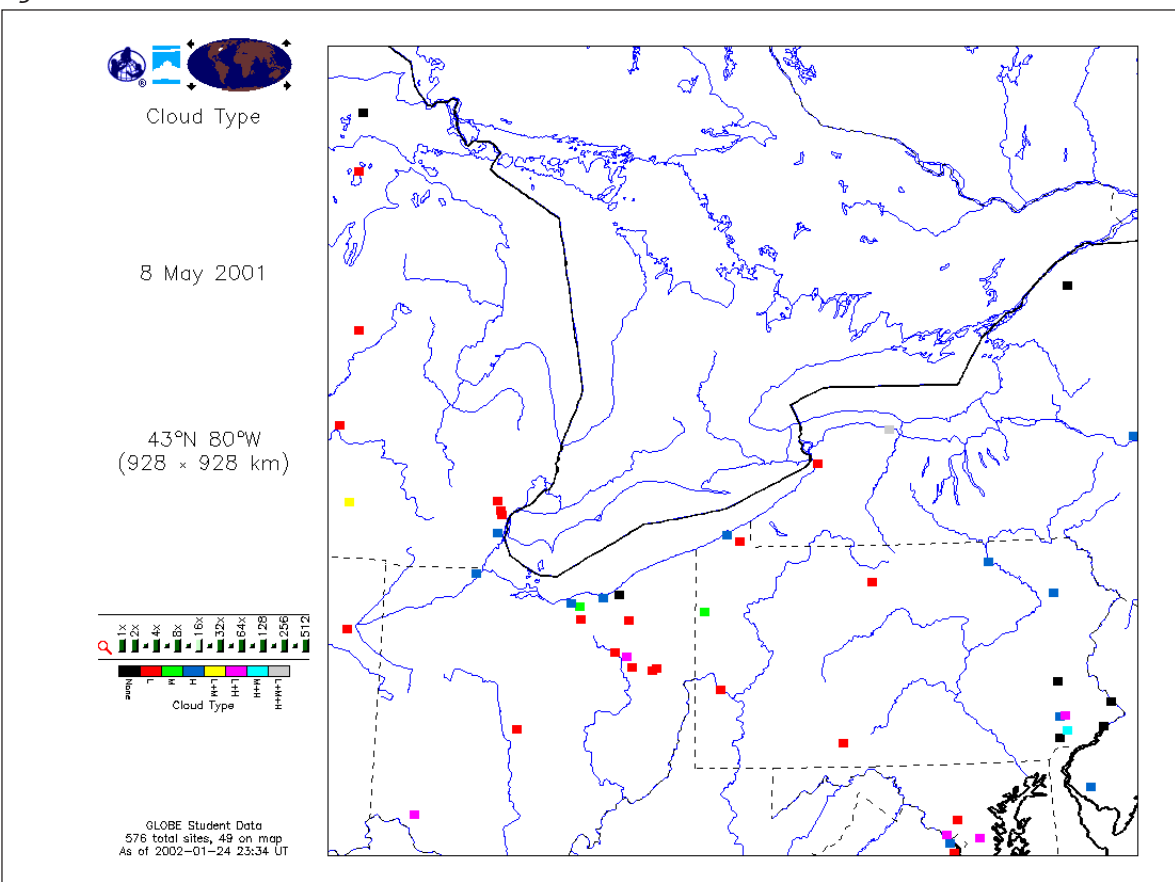 ®
Cloud Type
8 May 2001
43°N 80°W
(928 × 928 km)
1x 2x 4x 8x 16x 32x 64x 128 256 512
None L M H L+M L+H M+H L+M+H
Cloud Type
GLOBE Student Data
576 total sites, 49 on map
As of 2002-01-24 23:34 UT